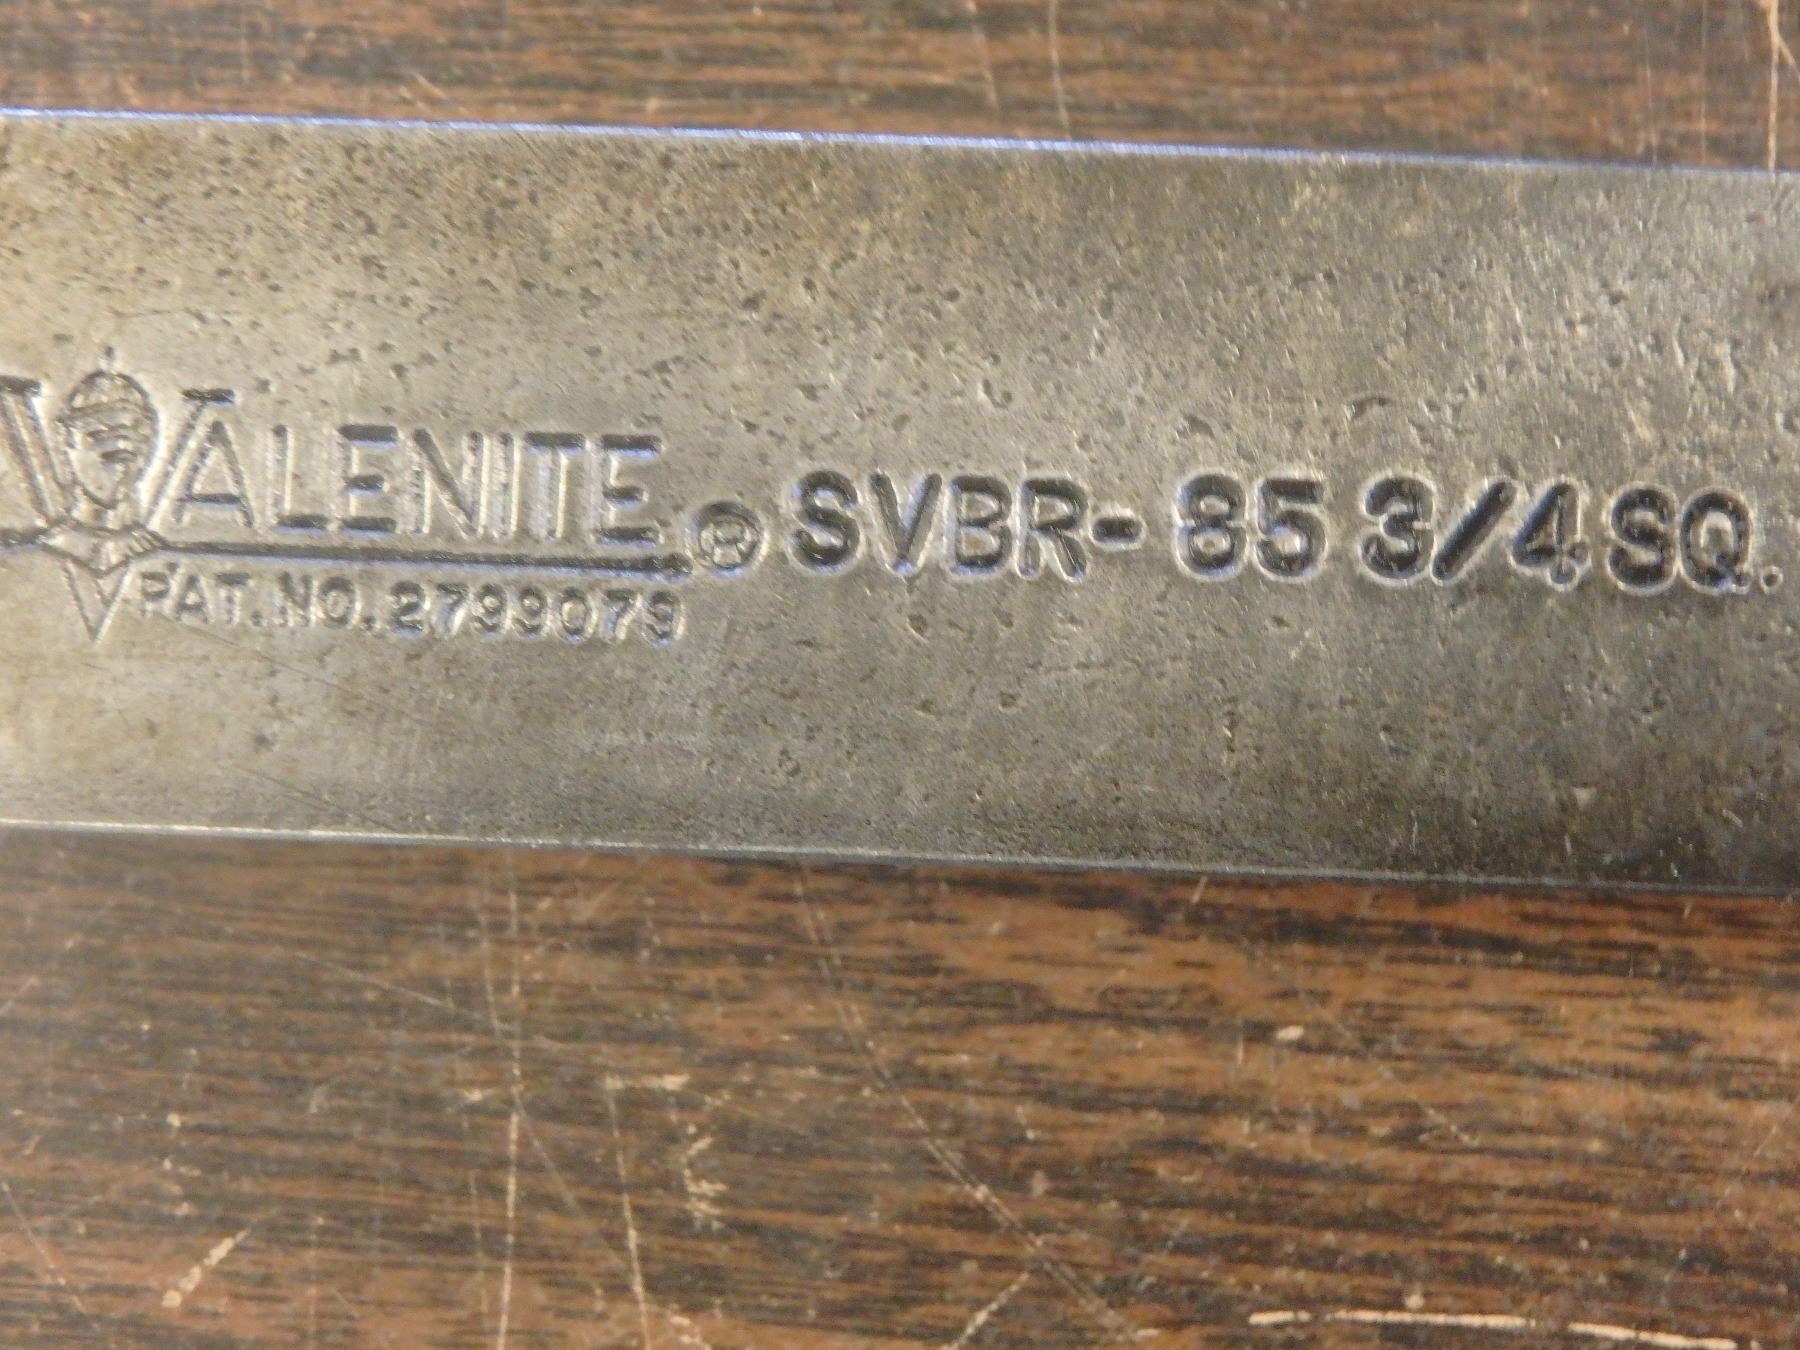 VALENITE ® SVBR-85 3/4 SQ.
PAT. NO. 2799079